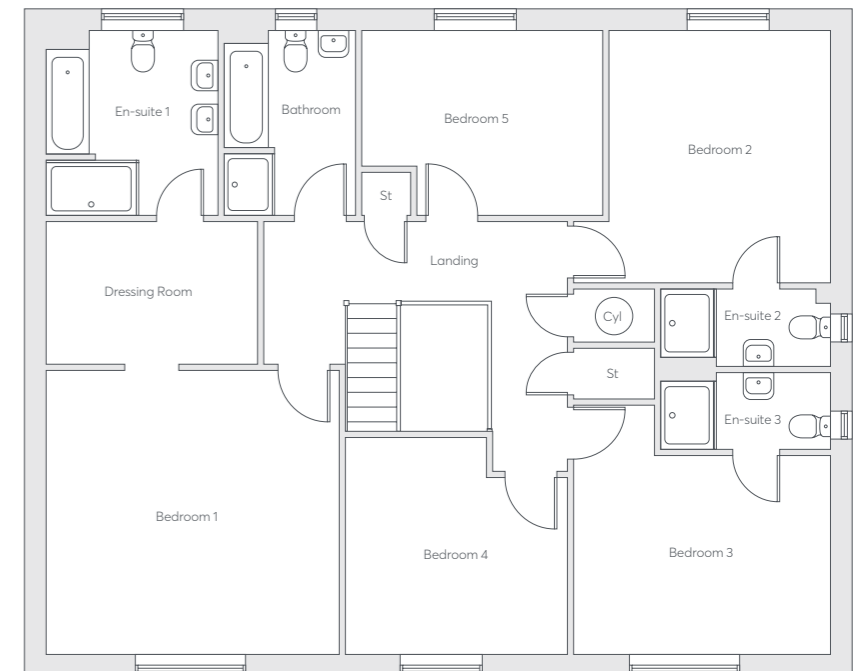 En-suite 1
Bathroom
Bedroom 5
Bedroom 2
St
Landing
Dressing Room
Cyl
En-suite 2
St
En-suite 3
Bedroom 1
Bedroom 4
Bedroom 3